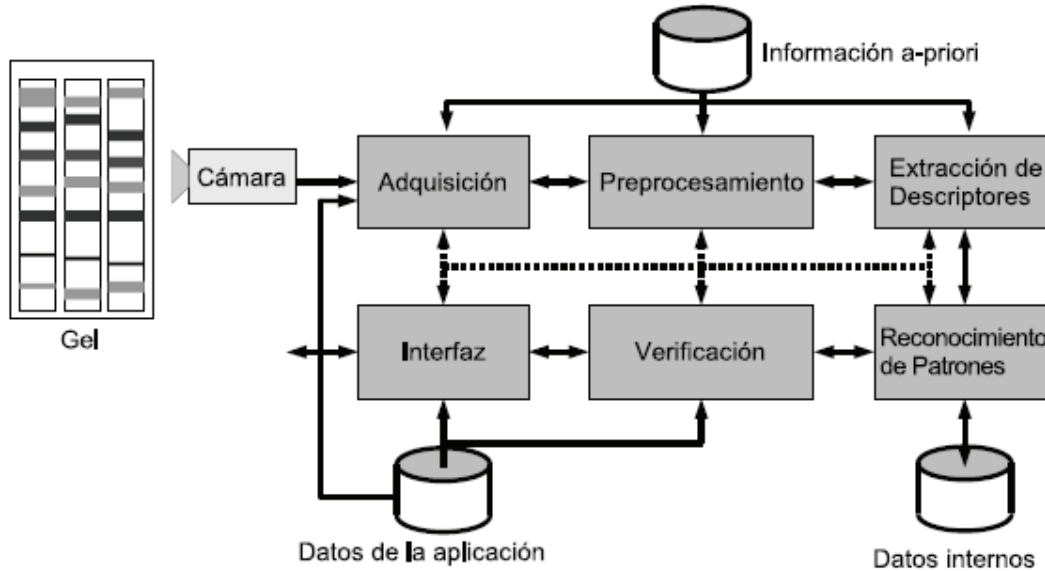 Información a-priori
Cámara
Adquisición
Preprocesamiento
Extracción de
Descriptores
Gel
Interfaz
Verificación
Reconocimiento
de Patrones
Datos de la aplicación
Datos internos